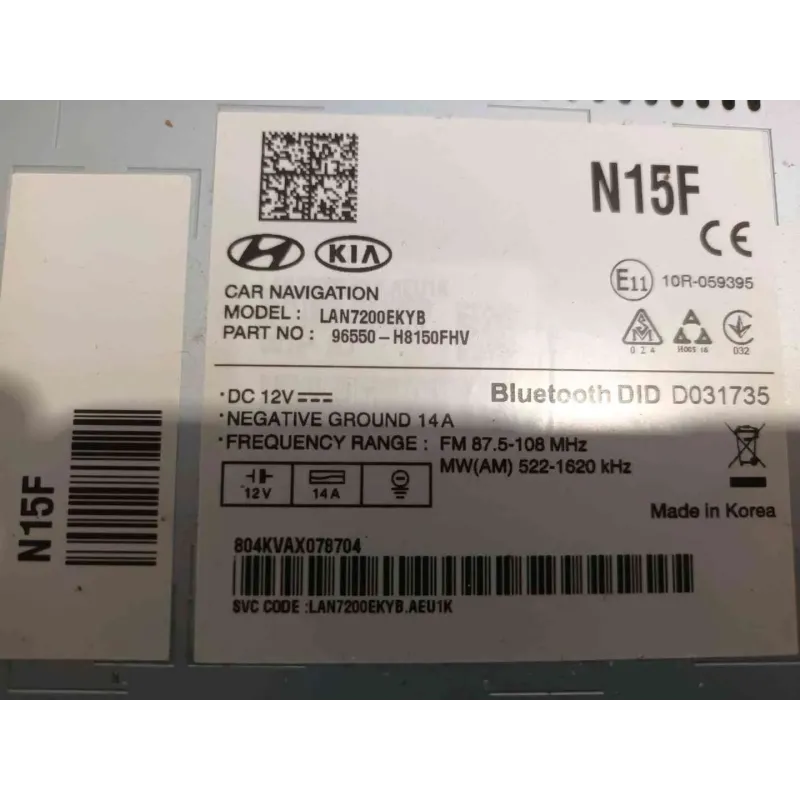 N15F
KIA
CE
E11 10R-059395
CAR NAVIGATION
MODEL : LAN7200EKYB
PART NO : 96550-H8150FHV
024
032
·DC 12V
Bluetooth DID D031735
·NEGATIVE GROUND 14A
·FREQUENCY RANGE : FM 87.5-108 MHz
MW(AM) 522-1620 kHz
12V
14A
Made in Korea
804KVAX078704
SVC CODE :LAN7200EKYB.AEU1K
N15F